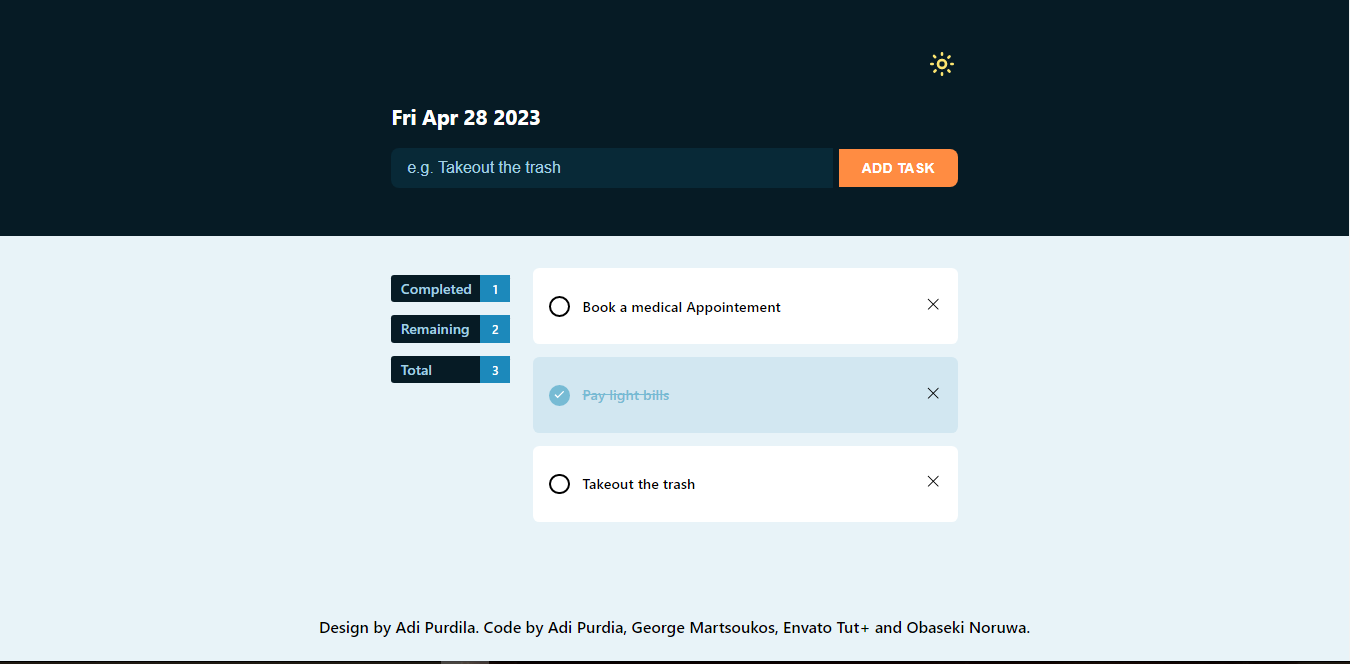 Fri Apr 28 2023
e.g. Takeout the trash
ADD TASK
Completed 1
Remaining 2
Total 3
Book a medical Appointement
Pay light bills
Takeout the trash
Design by Adi Purdila. Code by Adi Purdia, George Martsoukos, Envato Tut+ and Obaseki Noruwa.